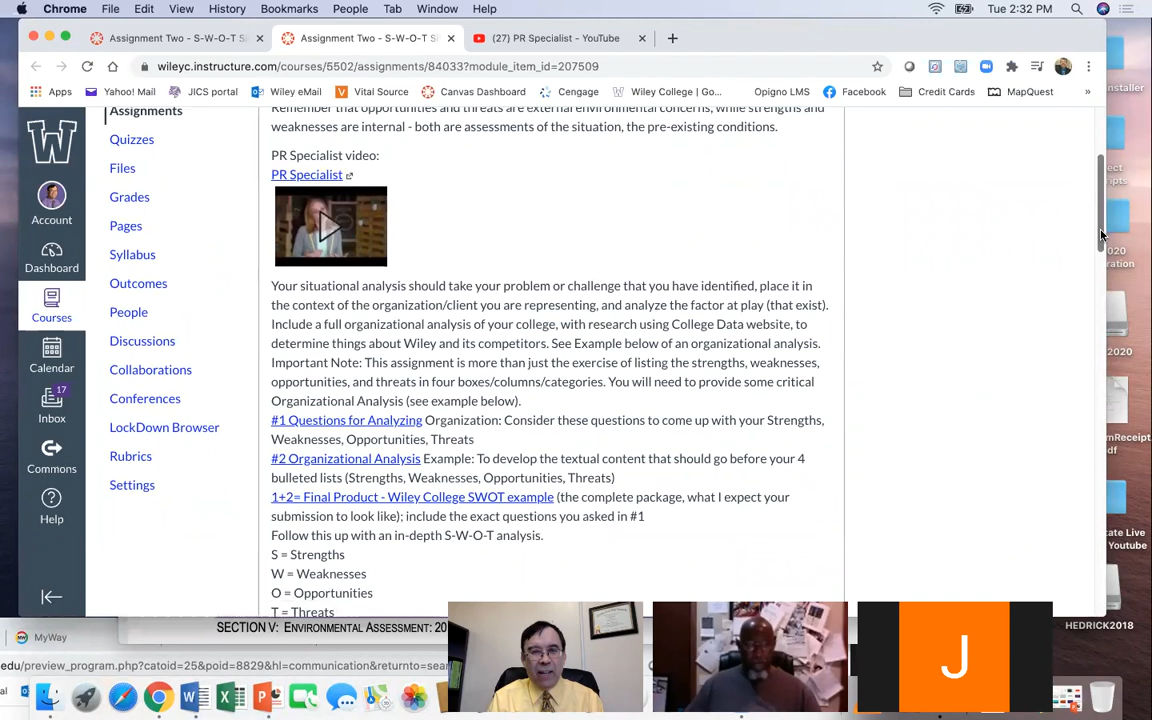 Chrome File Edit View History Bookmarks People Tab Window Help Tue 2:32 PM
Assignment Two - S-W-O-T S Assignment Two - S-W-O-T Si (27) PR Specialist - YouTube
wileyc.instructure.com/courses/5502/assignments/84033?module_item_id=207509
Apps Yahoo! Mail JICS portal Wiley eMail Vital Source Canvas Dashboard Cengage Wiley College | Go... Opigno LMS Facebook Credit Cards MapQuest »
Assignments
Quizzes
Files
Grades
Pages
Syllabus
Outcomes
People
Discussions
Collaborations
Conferences
LockDown Browser
Rubrics
Settings
W
Account
Dashboard
Courses
Calendar
17
Inbox
Commons
Help
Remember that opportunities and threats are external environmental concerns, while strengths and
weaknesses are internal - both are assessments of the situation, the pre-existing conditions.
PR Specialist video:
PR Specialist
Your situational analysis should take your problem or challenge that you have identified, place it in
the context of the organization/client you are representing, and analyze the factor at play (that exist).
Include a full organizational analysis of your college, with research using College Data website, to
determine things about Wiley and its competitors. See Example below of an organizational analysis.
Important Note: This assignment is more than just the exercise of listing the strengths, weaknesses,
opportunities, and threats in four boxes/columns/categories. You will need to provide some critical
Organizational Analysis (see example below).
#1 Questions for Analyzing Organization: Consider these questions to come up with your Strengths,
Weaknesses, Opportunities, Threats
#2 Organizational Analysis Example: To develop the textual content that should go before your 4
bulleted lists (Strengths, Weaknesses, Opportunities, Threats)
1+2= Final Product - Wiley College SWOT example (the complete package, what I expect your
submission to look like); include the exact questions you asked in #1
Follow this up with an in-depth S-W-O-T analysis.
S = Strengths
W = Weaknesses
O = Opportunities
T = Threats
nstaller
ect
ripts
020
ration
2020
mReceipt
df
tate Live
Youtube
HEDRICK2018
MyWay
SECTION V: ENVIRONMENTAL ASSESSMENT: 20
edu/preview_program.php?catoid=25&poid=8829&hl=communication&returnto=sear
J